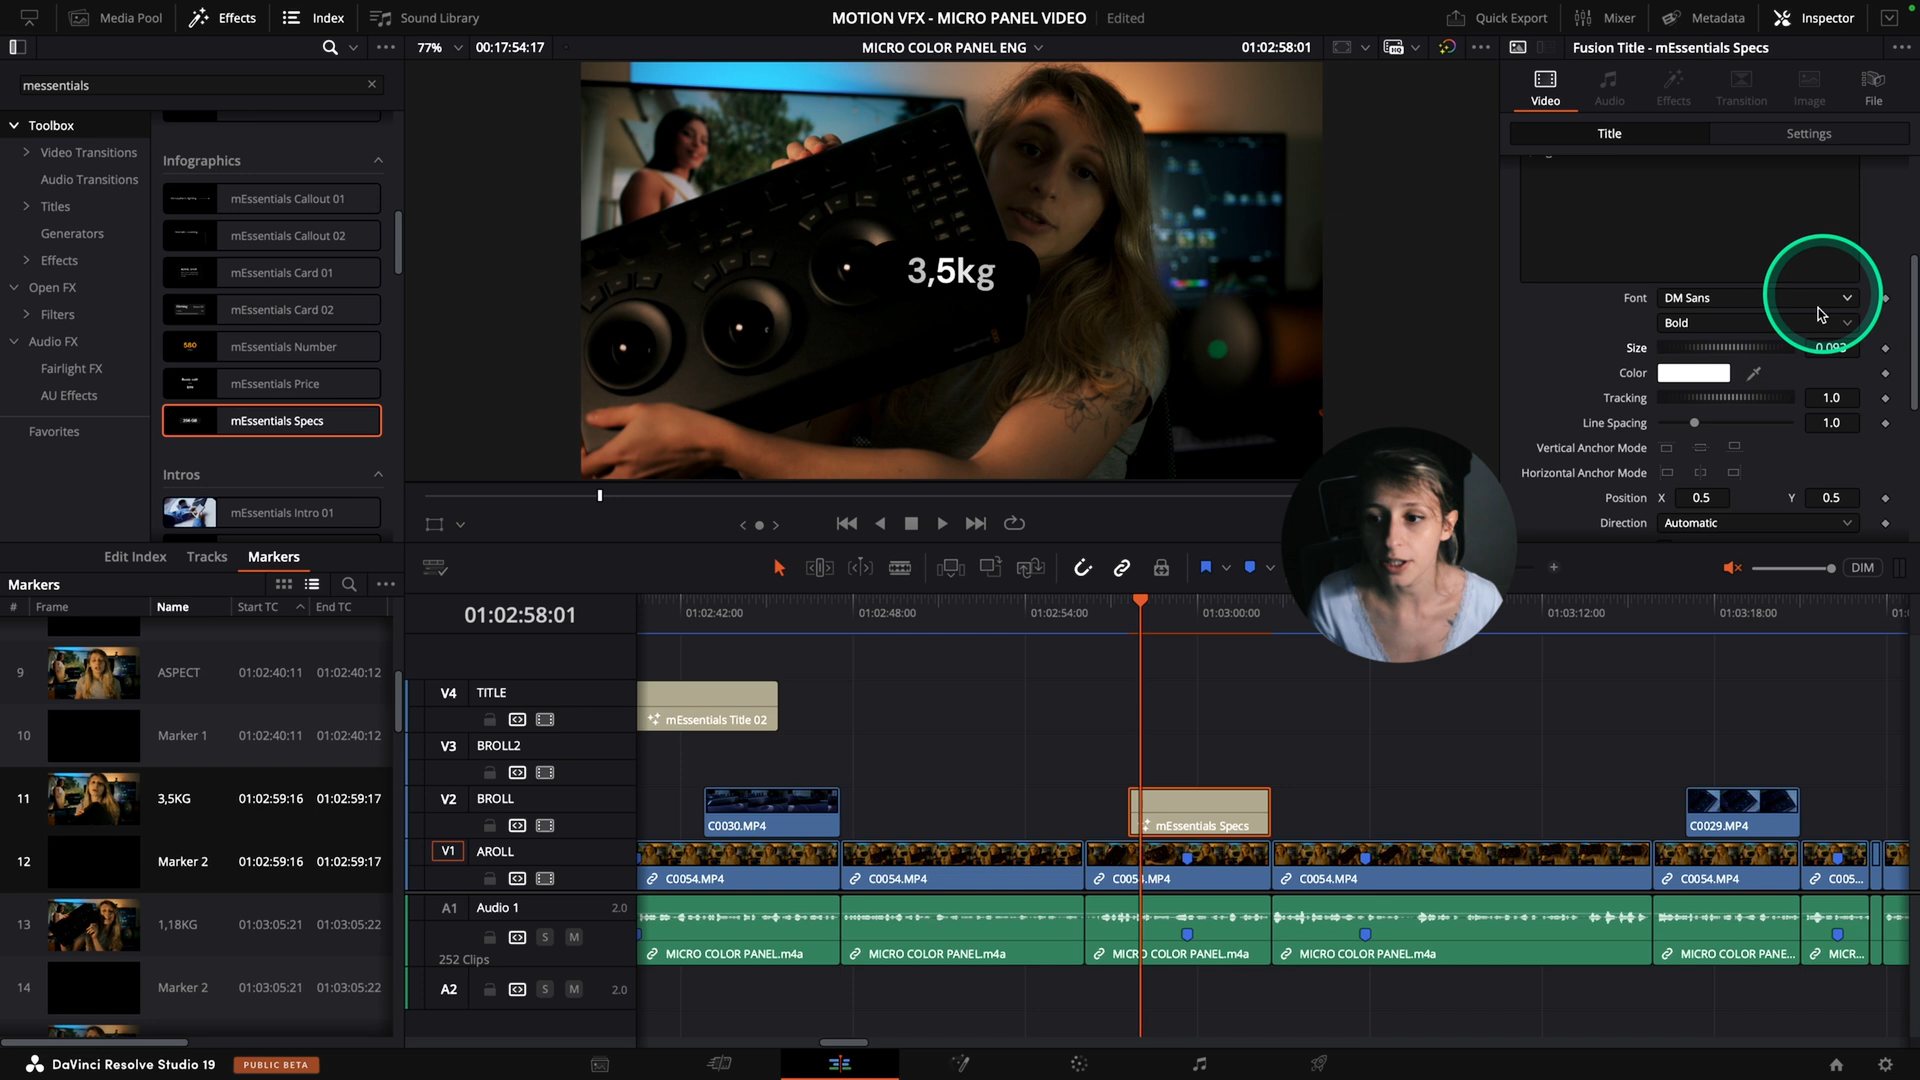 Media Pool
Effects
Index
Sound Library
MOTION VFX - MICRO PANEL VIDEO
Edited
Quick Export
Mixer
Metadata
Inspector
77%
00:17:54:17
MICRO COLOR PANEL ENG
01:02:58:01
Fusion Title - mEssentials Specs
messentials
Toolbox
Video Transitions
Audio Transitions
Titles
Generators
Effects
Open FX
Filters
Audio FX
Fairlight FX
AU Effects
Favorites
Infographics
mEssentials Callout 01
mEssentials Callout 02
mEssentials Card 01
mEssentials Card 02
580
mEssentials Number
mEssentials Price
mEssentials Specs
Intros
mEssentials Intro 01
3,5kg
Video
Audio
Effects
Transition
Image
File
Title
Settings
Font
DM Sans
Bold
Size
0.093
Color
Tracking
1.0
Line Spacing
1.0
Vertical Anchor Mode
Horizontal Anchor Mode
Position
X
0.5
Y
0.5
Direction
Automatic
Edit Index
Tracks
Markers
Markers
# Frame Name Start TC End TC
9 ASPECT 01:02:40:11 01:02:40:12
10 Marker 1 01:02:40:11 01:02:40:12
11 3,5KG 01:02:59:16 01:02:59:17
12 Marker 2 01:02:59:16 01:02:59:17
13 1,18KG 01:03:05:21 01:03:05:22
14 Marker 2 01:03:05:21 01:03:05:22
DIM
01:02:58:01
01:02:42:00
01:02:48:00
01:02:54:00
01:03:00:00
01:03:12:00
01:03:18:00
V4 TITLE
mEssentials Title 02
V3 BROLL2
V2 BROLL
C0030.MP4
mEssentials Specs
C0029.MP4
V1 AROLL
C0054.MP4
C0054.MP4
C0054.MP4
C0054.MP4
C0054.MP4
C005...
A1 Audio 1 2.0
S M
252 Clips
MICRO COLOR PANEL.m4a
MICRO COLOR PANEL.m4a
MICRO COLOR PANEL.m4a
MICRO COLOR PANEL.m4a
MICRO COLOR PANE...
MICR...
A2
S M
2.0
DaVinci Resolve Studio 19
PUBLIC BETA